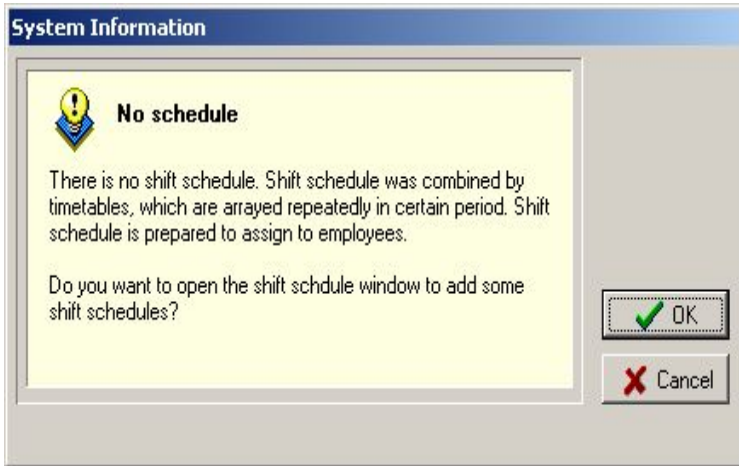 System Information
No schedule
There is no shift schedule. Shift schedule was combined by
timetables, which are arrayed repeatedly in certain period. Shift
schedule is prepared to assign to employees.
Do you want to open the shift schdule window to add some
shift schedules?
OK
Cancel